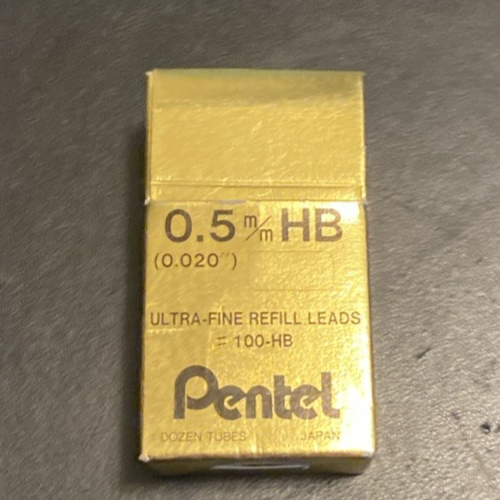 0.5 m/m HB
(0.020")
ULTRA-FINE REFILL LEADS
= 100-HB
Pentel
DOZEN TUBES JAPAN